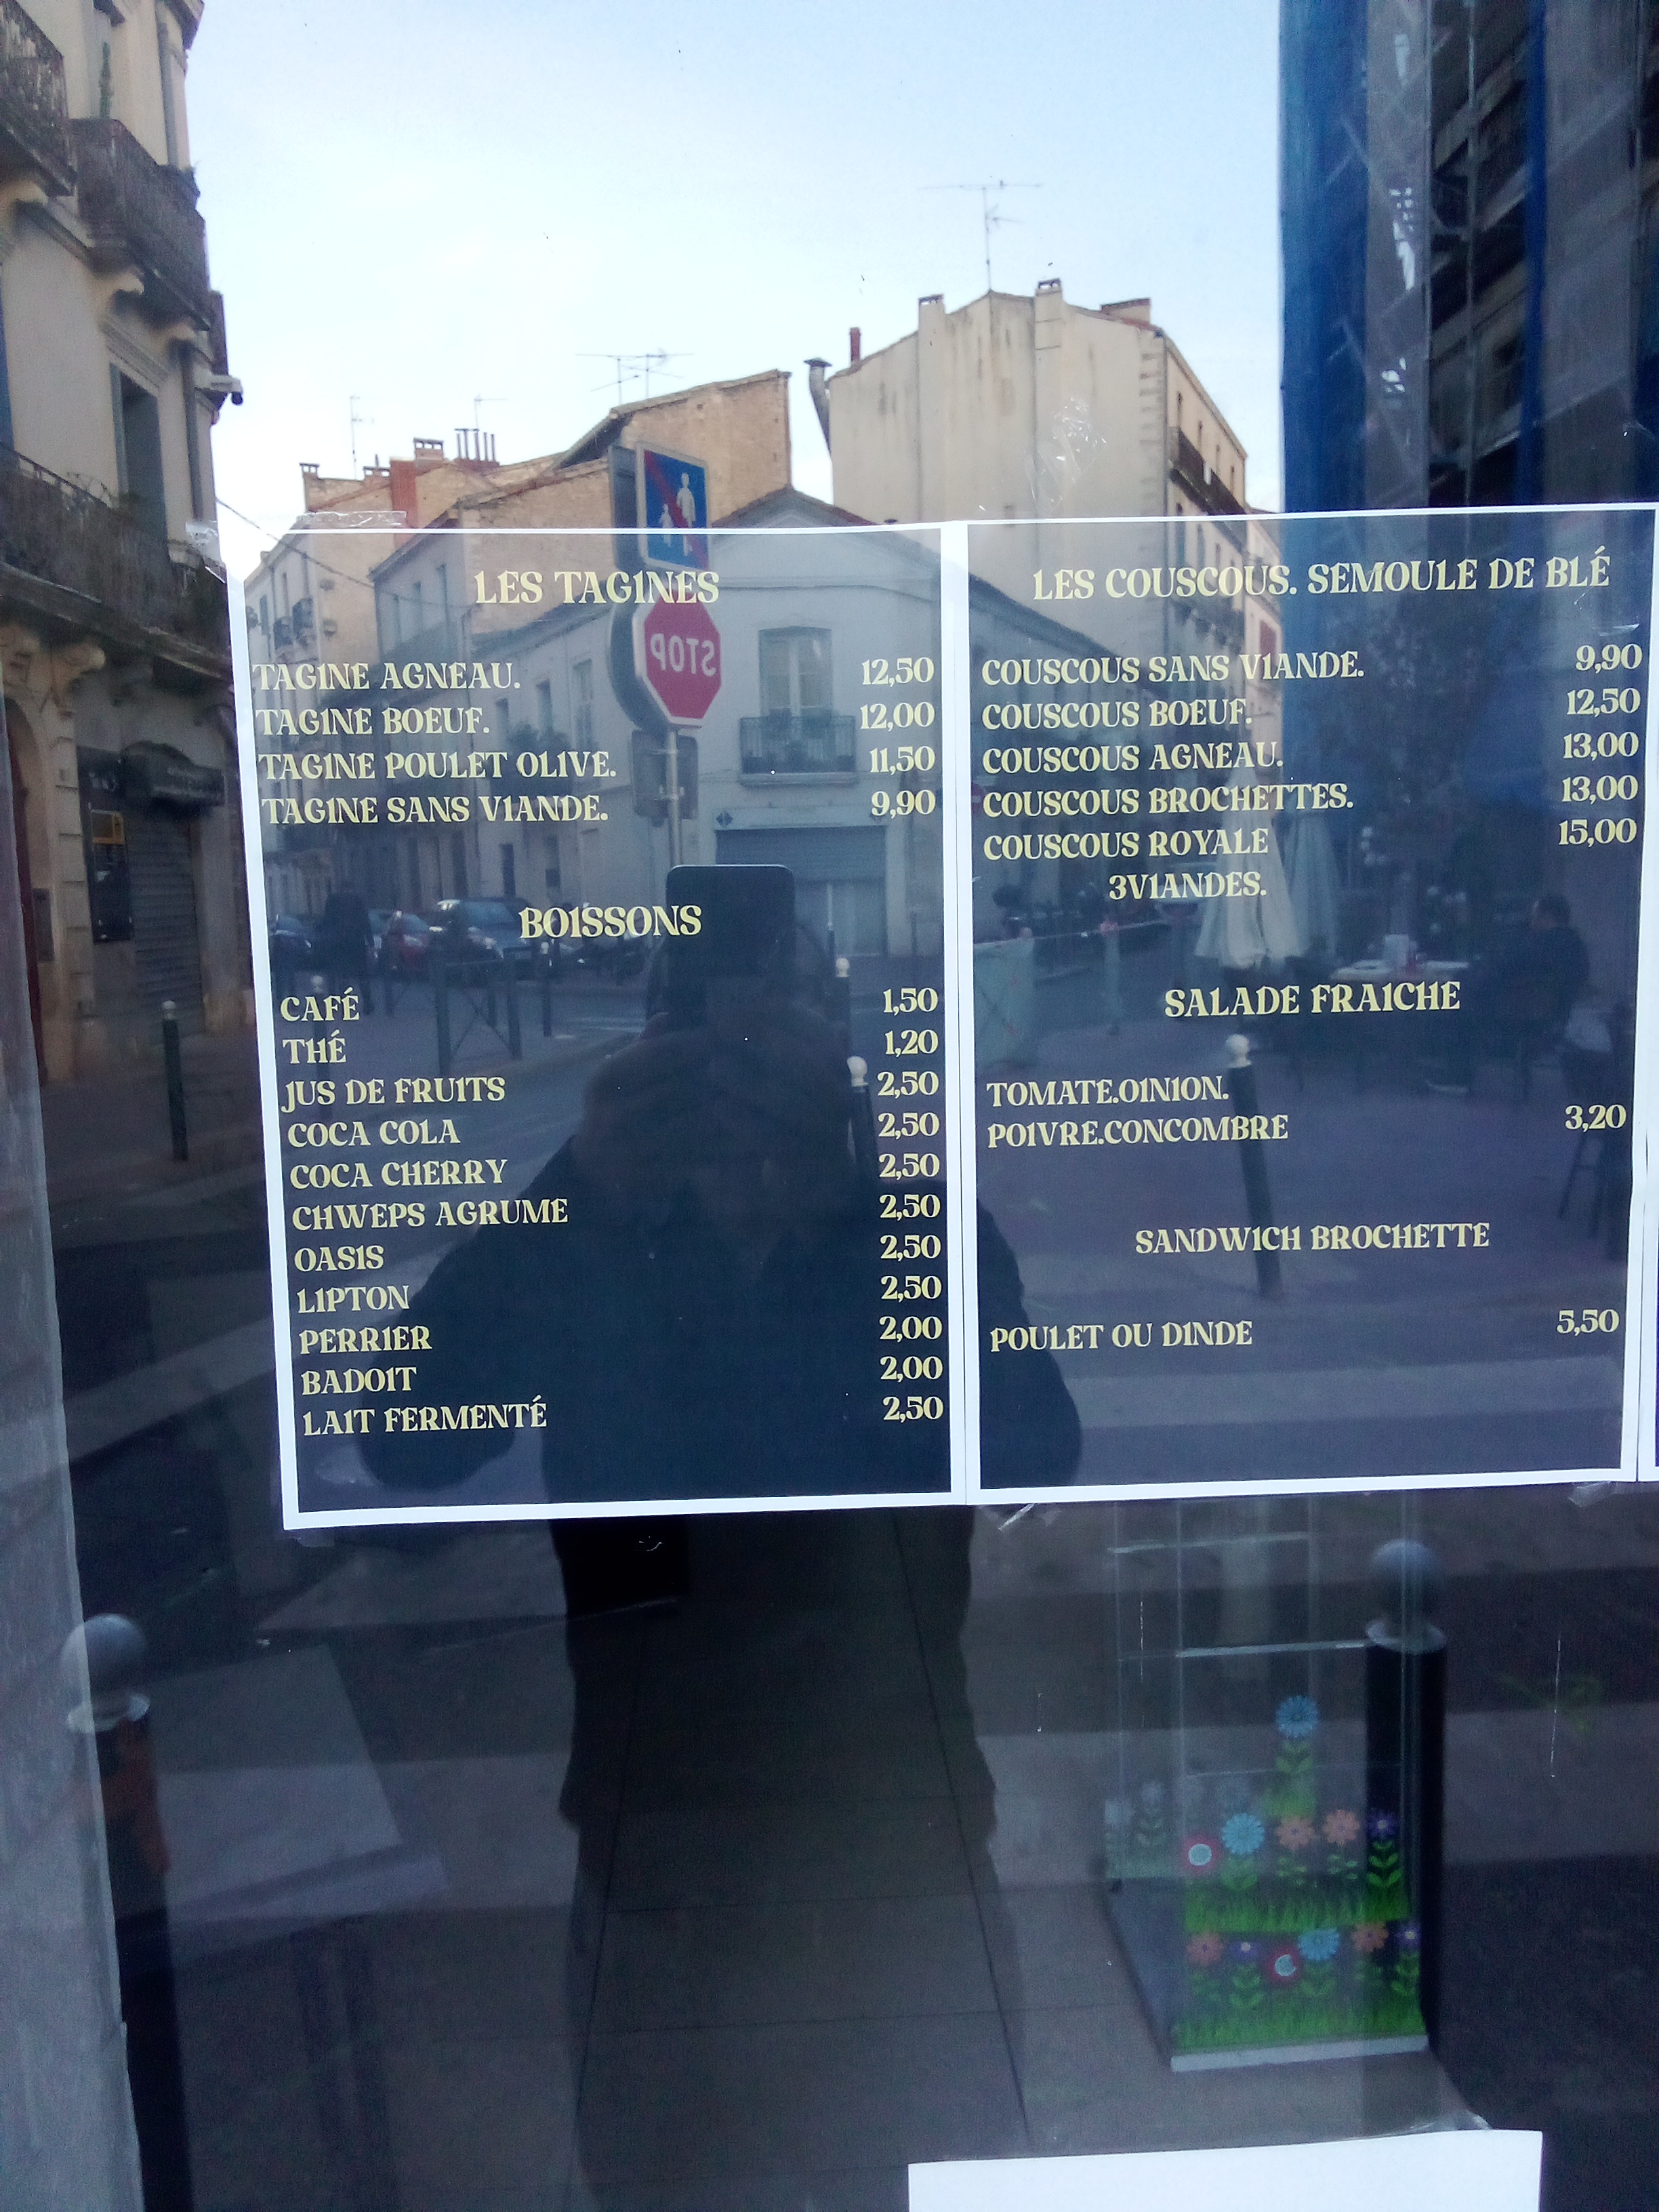 LES TAGINES
TAGINE AGNEAU. 12,50
TAGINE BOEUF. 12,00
TAGINE POULET OLIVE. 11,50
TAGINE SANS VIANDE. 9,90
BOISSONS
CAFÉ 1,50
THÉ 1,20
JUS DE FRUITS 2,50
COCA COLA 2,50
COCA CHERRY 2,50
CHWEPS AGRUME 2,50
OASIS 2,50
LIPTON 2,50
PERRIER 2,00
BADOIT 2,00
LAIT FERMENTÉ 2,50
LES COUSCOUS. SEMOULE DE BLÉ
COUSCOUS SANS VIANDE. 9,90
COUSCOUS BOEUF. 12,50
COUSCOUS AGNEAU. 13,00
COUSCOUS BROCHETTES. 13,00
COUSCOUS ROYALE 15,00
3VIANDES.
SALADE FRAICHE
TOMATE.OINION.
POIVRE.CONCOMBRE 3,20
SANDWICH BROCHETTE
POULET OU DINDE 5,50
STOP